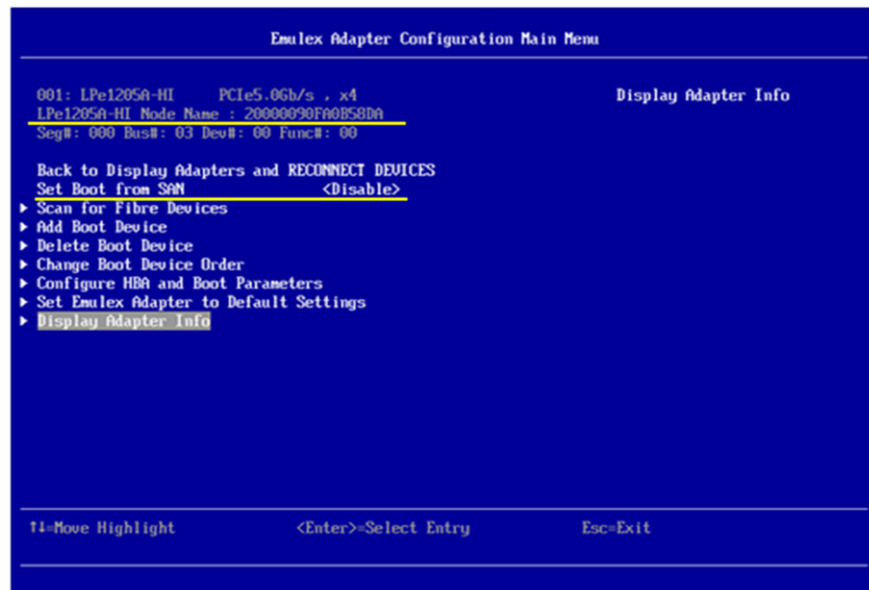 Emulex Adapter Configuration Main Menu
001: LPe1205A-HI PCIe5.0Gb/s , x4
Display Adapter Info
LPe1205A-HI Node Name : 20000090FA0B58DA
Seg#: 000 Bus#: 03 Dev#: 00 Func#: 00
Back to Display Adapters and RECONNECT DEVICES
Set Boot from SAN <Disable>
▶ Scan for Fibre Devices
▶ Add Boot Device
▶ Delete Boot Device
▶ Change Boot Device Order
▶ Configure HBA and Boot Parameters
▶ Set Emulex Adapter to Default Settings
▶ Display Adapter Info
↑↓=Move Highlight <Enter>=Select Entry Esc=Exit